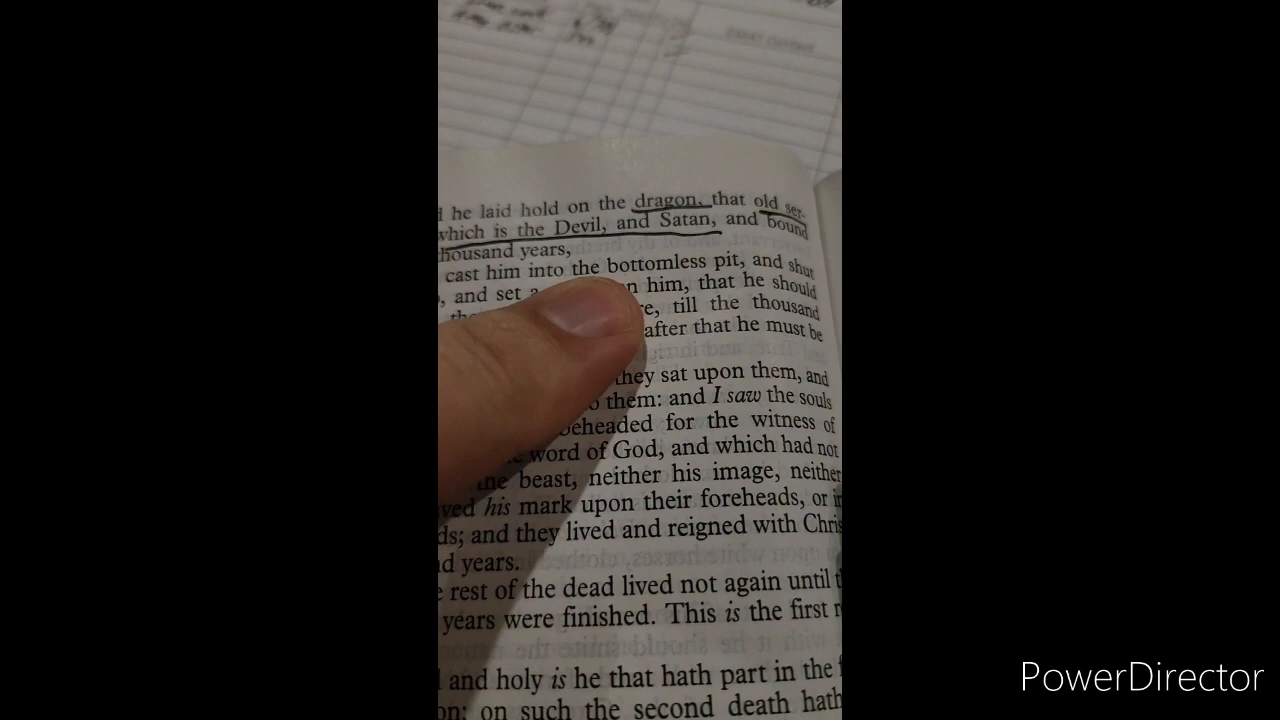 he laid hold on the dragon, that old ser-
which is the Devil, and Satan, and bound
housand years,
cast him into the bottomless pit, and shut
, and set a on him, that he should
the re, till the thousand
after that he must be
they sat upon them, and
o them: and I saw the souls
beheaded for the witness of
word of God, and which had not
the beast, neither his image, neither
ved his mark upon their foreheads, or in
ds; and they lived and reigned with Chris
d years.
e rest of the dead lived not again until t
years were finished. This is the first r
and holy is he that hath part in the f
on: on such the second death hath
PowerDirector